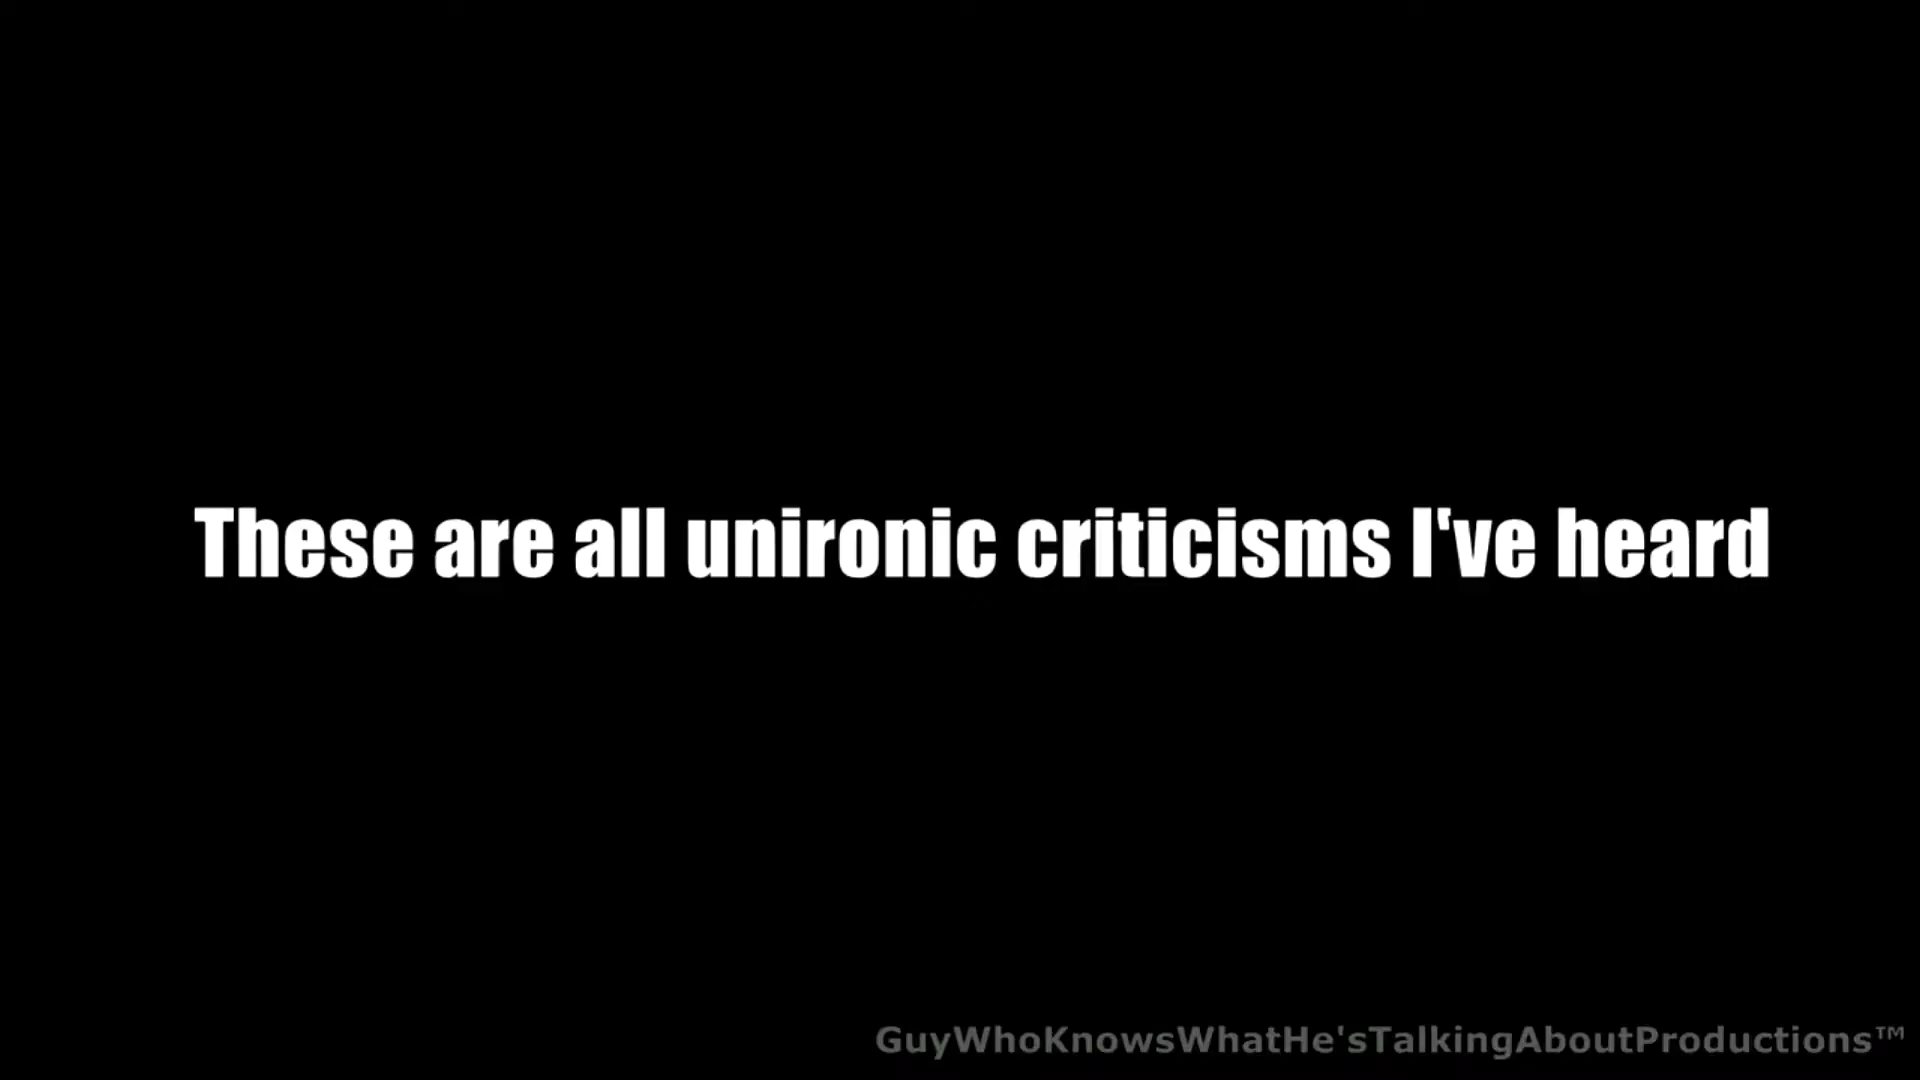 These are all unironic criticisms I've heard
GuyWhoKnowsWhatHe'sTalkingAboutProductions™